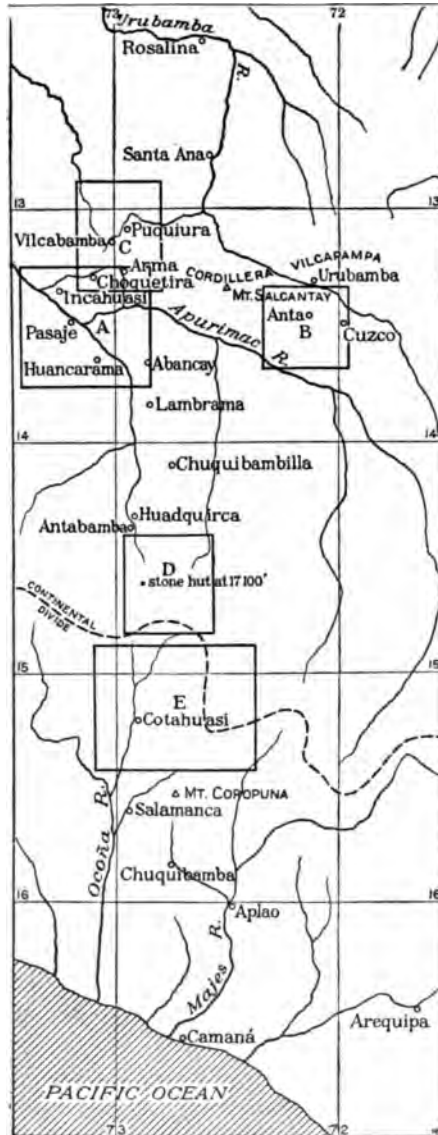 73
72
Urubamba
Rosalina
R.
Santa Ana
13
13
Puquiura
Vilcabamba
C
Arma
CORDILLERA
VILCAPAMPA
Choquetira
MT. SALCANTAY
Urubamba
Incahuasi
A
Apurimac
R.
Anta
B
Pasaje
Cuzco
Huancarama
Abancay
Lambrama
14
14
Chuquibambilla
Huadquirca
Antabamba
D
stone hut at 17100'
CONTINENTAL
DIVIDE
15
15
E
Cotahuasi
MT. COROPUNA
Salamanca
Ocoña R.
Chuquibamba
16
16
Aplao
Majes R.
Camaná
Arequipa
PACIFIC OCEAN
73
72